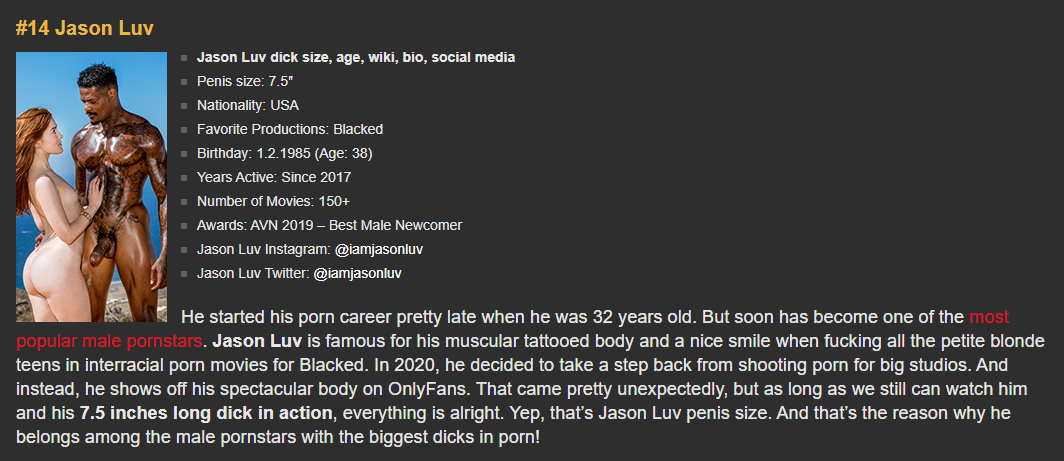 #14 Jason Luv
Jason Luv dick size, age, wiki, bio, social media
Penis size: 7.5″
Nationality: USA
Favorite Productions: Blacked
Birthday: 1.2.1985 (Age: 38)
Years Active: Since 2017
Number of Movies: 150+
Awards: AVN 2019 – Best Male Newcomer
Jason Luv Instagram: @iamjasonluv
Jason Luv Twitter: @iamjasonluv
He started his porn career pretty late when he was 32 years old. But soon has become one of the most
popular male pornstars. Jason Luv is famous for his muscular tattooed body and a nice smile when fucking all the petite blonde
teens in interracial porn movies for Blacked. In 2020, he decided to take a step back from shooting porn for big studios. And
instead, he shows off his spectacular body on OnlyFans. That came pretty unexpectedly, but as long as we still can watch him
and his 7.5 inches long dick in action, everything is alright. Yep, that’s Jason Luv penis size. And that’s the reason why he
belongs among the male pornstars with the biggest dicks in porn!